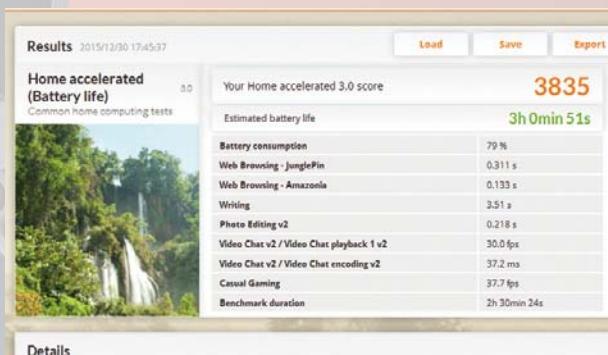 Results 2015/12/30 17:45:37
Load Save Export
Home accelerated
(Battery life) 3.0
Common home computing tests
Your Home accelerated 3.0 score 3835
Estimated battery life 3h 0min 51s
Battery consumption 79 %
Web Browsing - JunglePin 0.311 s
Web Browsing - Amazonia 0.133 s
Writing 3.51 s
Photo Editing v2 0.218 s
Video Chat v2 / Video Chat playback 1 v2 30.0 fps
Video Chat v2 / Video Chat encoding v2 37.2 ms
Casual Gaming 37.7 fps
Benchmark duration 2h 30min 24s
Details